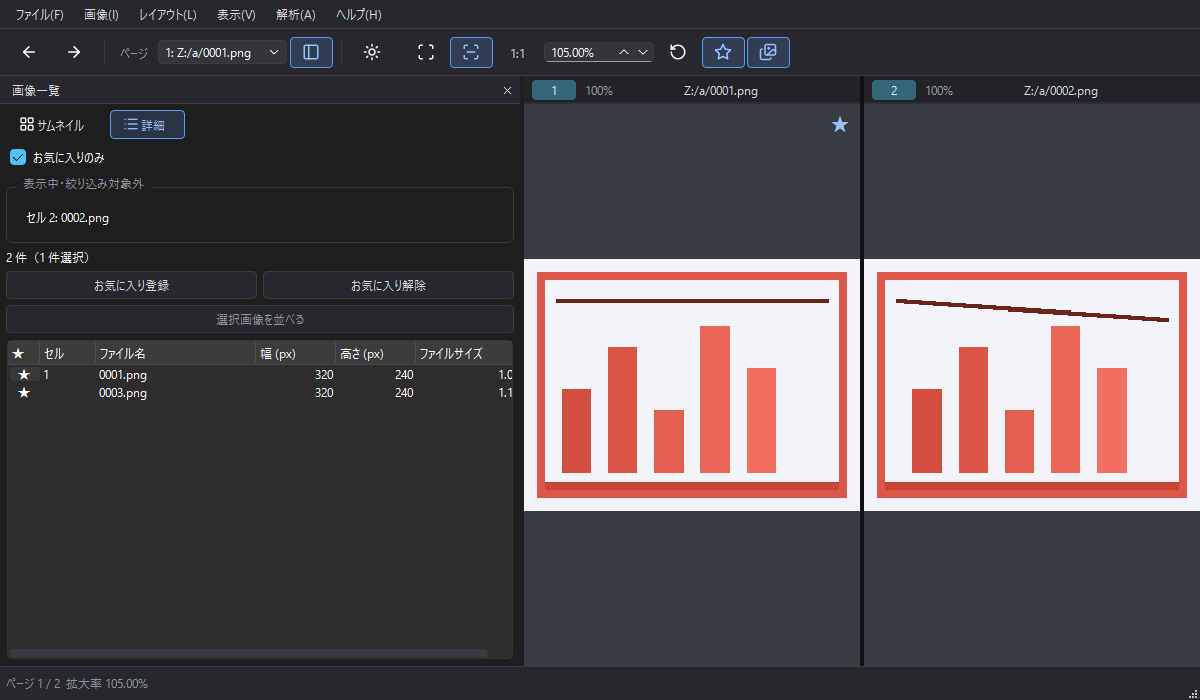 ファイル(F) 画像(I) レイアウト(L) 表示(V) 解析(A) ヘルプ(H)
ページ 1: Z:/a/0001.png 1:1 105.00%
画像一覧
サムネイル 詳細
お気に入りのみ
表示中・絞り込み対象外
セル 2: 0002.png
2 件（1 件選択）
お気に入り登録 お気に入り解除
選択画像を並べる
★ セル ファイル名 幅 (px) 高さ (px) ファイルサイズ
★ 1 0001.png 320 240 1.0
★ 0003.png 320 240 1.1
1 100% Z:/a/0001.png
2 100% Z:/a/0002.png
ページ 1 / 2 拡大率 105.00%